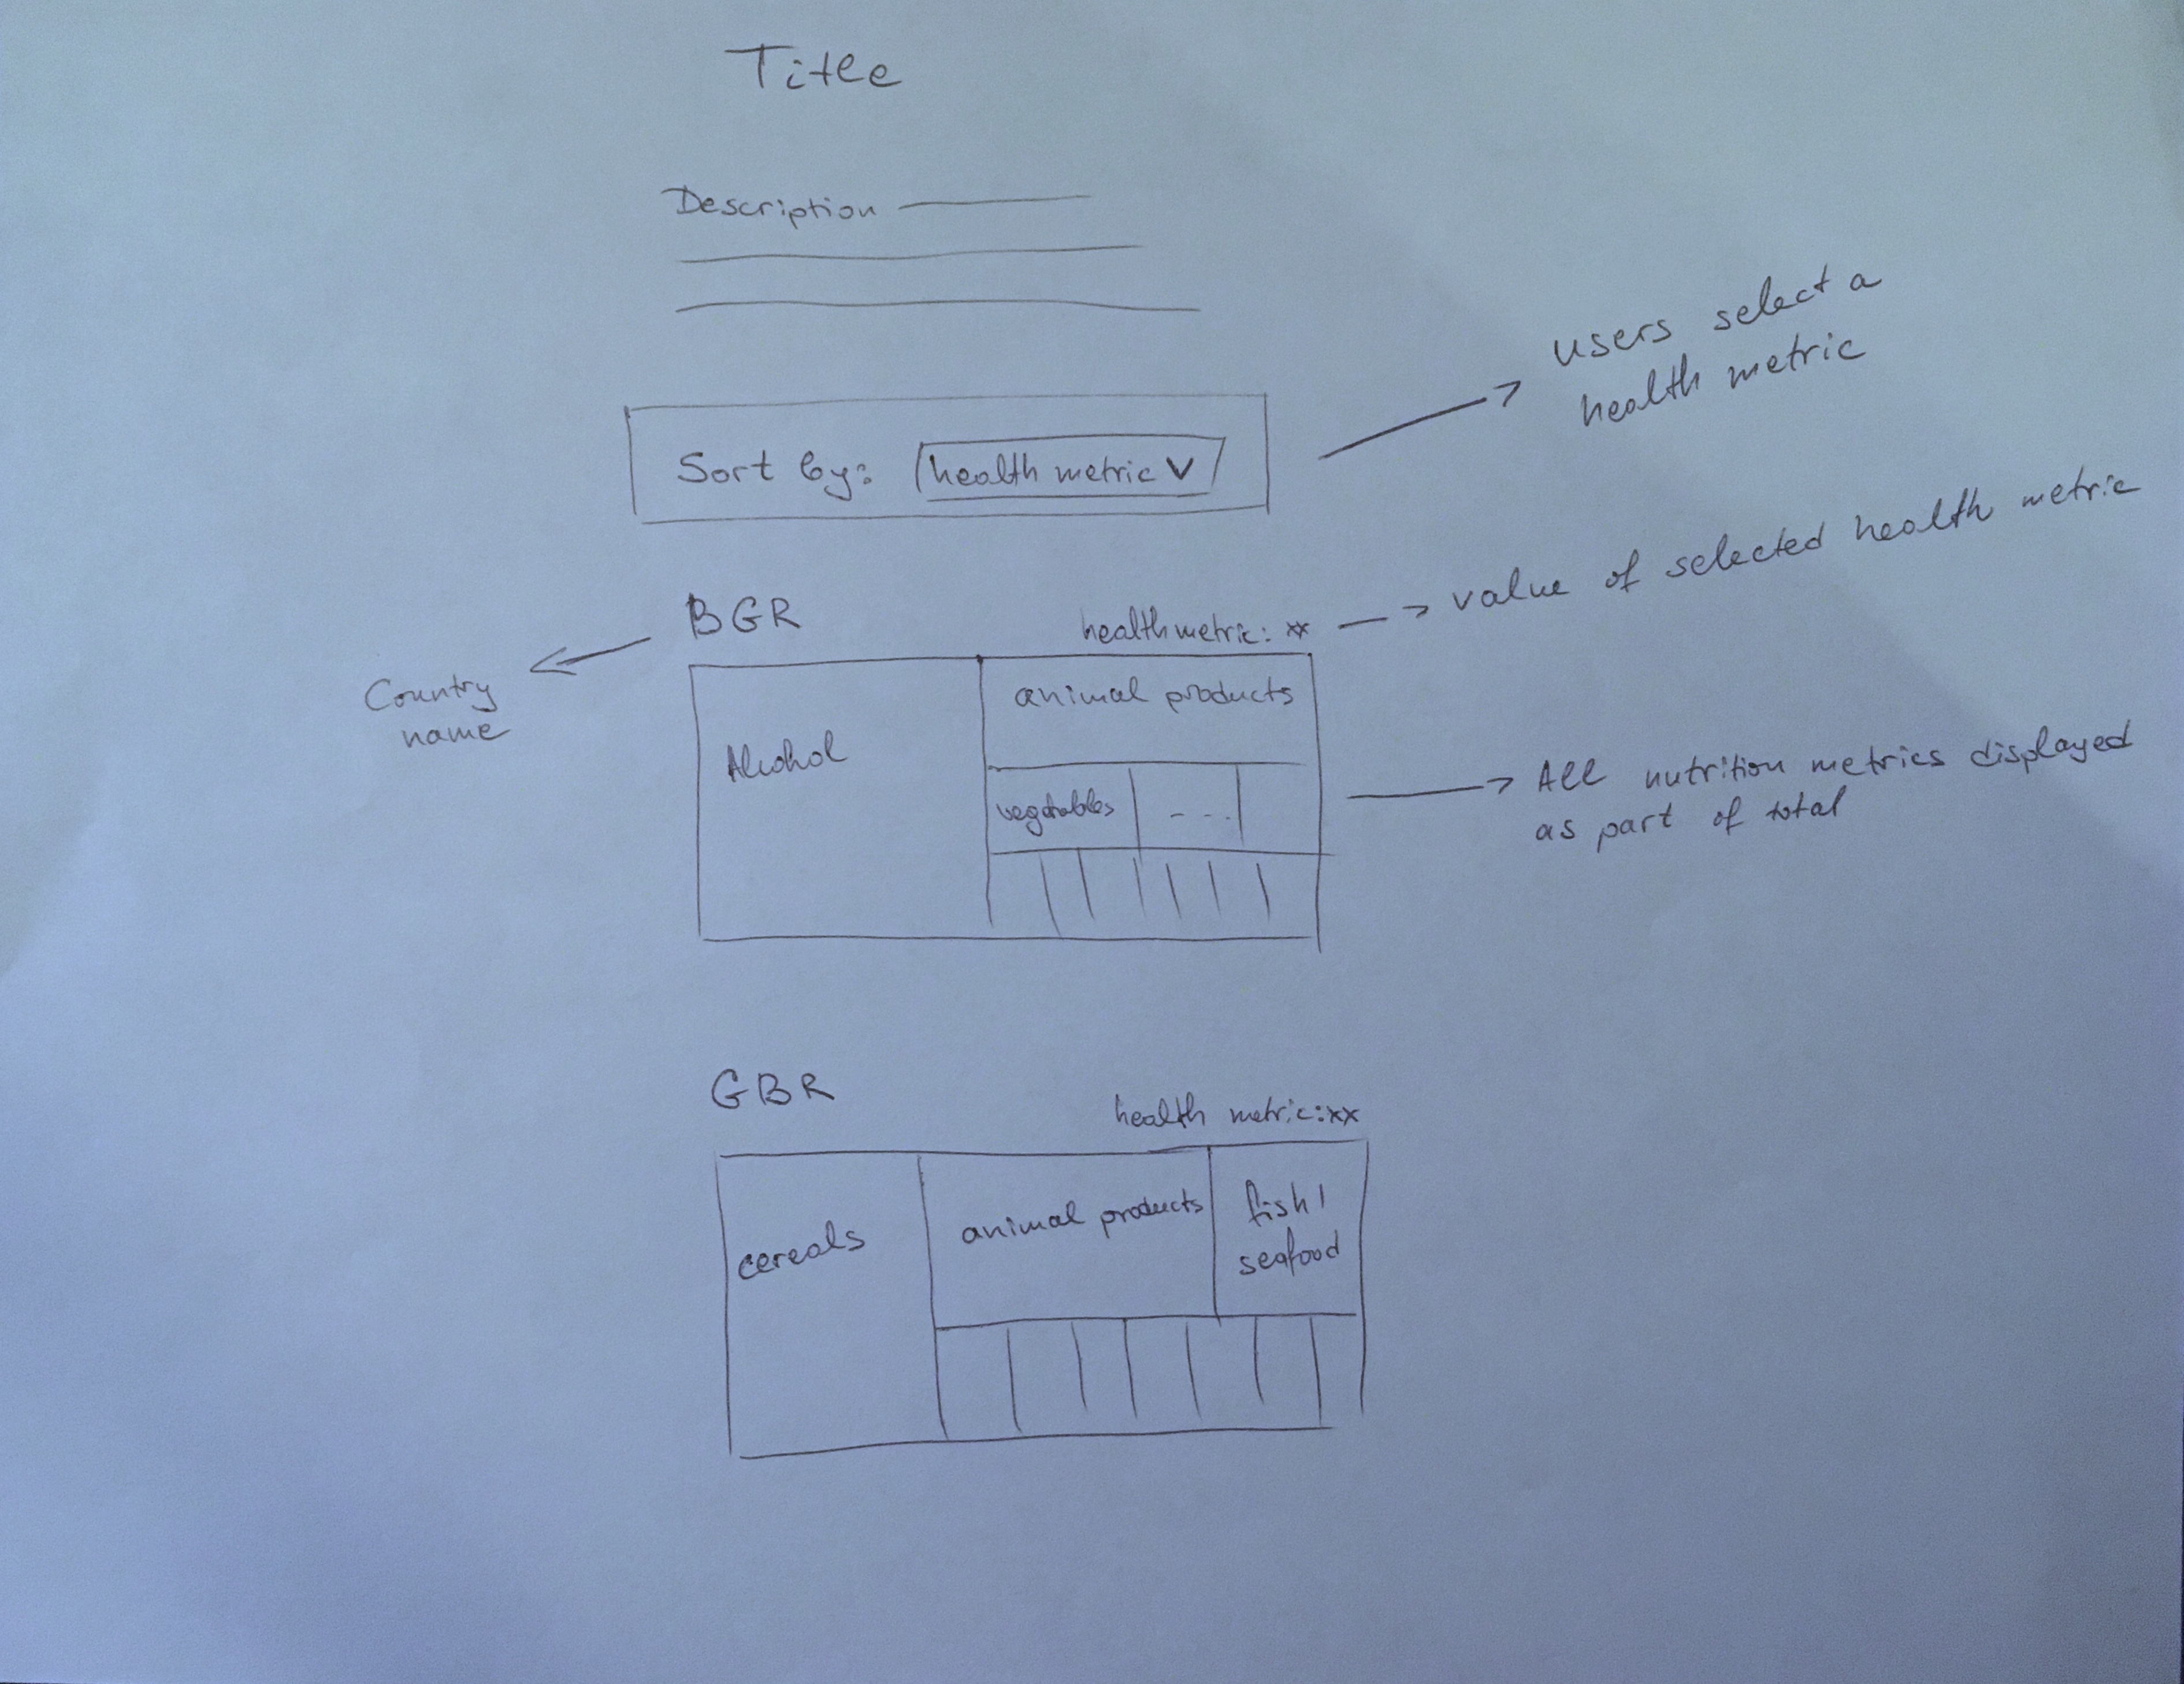 Title
Description
users select a
health metric
Sort by: health metric V
value of selected health metric
BGR
healthmetric: xx
Country
name
animal products
Alcohol
All nutrition metrics displayed
as part of total
vegetables
- - - .
GBR
health metric: xx
cereals
animal products
fish /
seafood